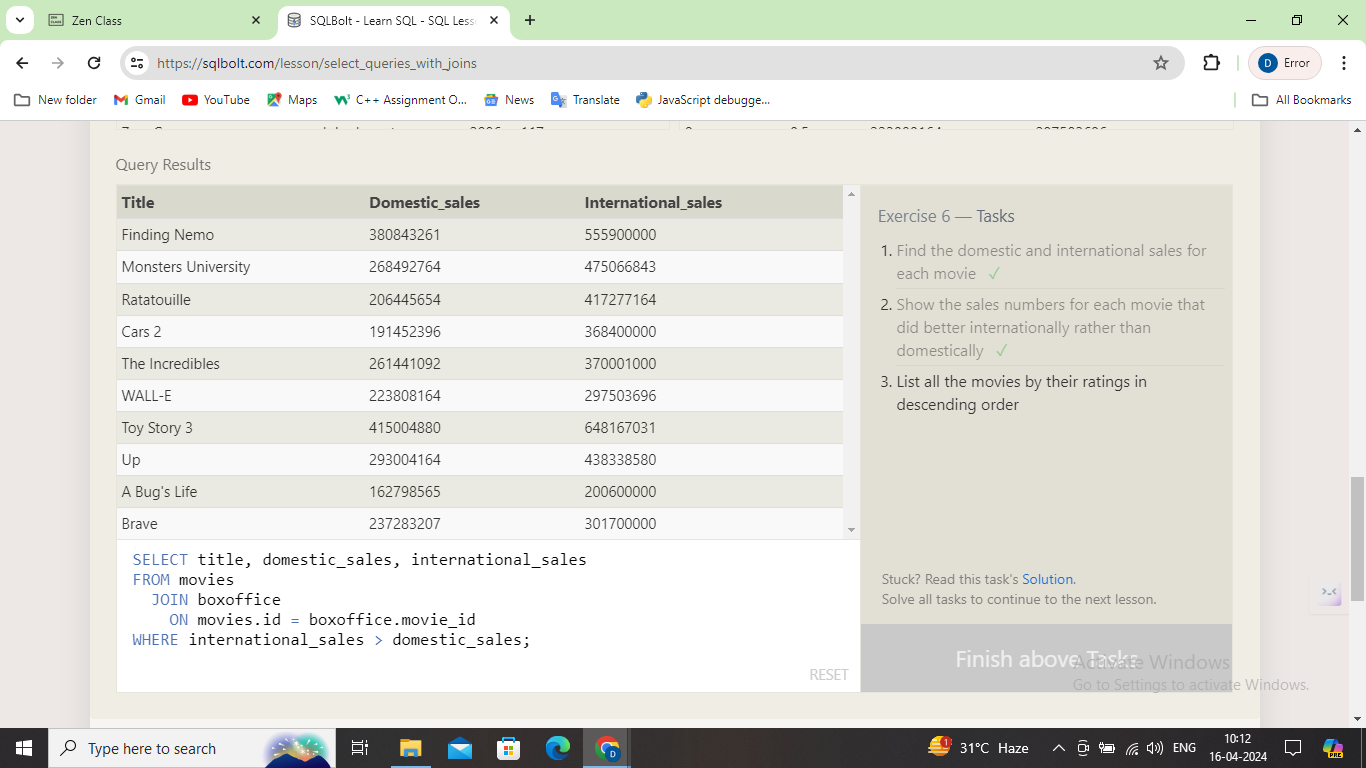 Zen Class
SQLBolt - Learn SQL - SQL Less
https://sqlbolt.com/lesson/select_queries_with_joins
D Error
New folder Gmail YouTube Maps C++ Assignment O... News Translate JavaScript debugge... All Bookmarks
Query Results
Title Domestic_sales International_sales
Finding Nemo 380843261 555900000
Monsters University 268492764 475066843
Ratatouille 206445654 417277164
Cars 2 191452396 368400000
The Incredibles 261441092 370001000
WALL-E 223808164 297503696
Toy Story 3 415004880 648167031
Up 293004164 438338580
A Bug's Life 162798565 200600000
Brave 237283207 301700000
Exercise 6 — Tasks
1. Find the domestic and international sales for
each movie ✓
2. Show the sales numbers for each movie that
did better internationally rather than
domestically ✓
3. List all the movies by their ratings in
descending order
SELECT title, domestic_sales, international_sales
FROM movies
JOIN boxoffice
ON movies.id = boxoffice.movie_id
WHERE international_sales > domestic_sales;
RESET
Stuck? Read this task's Solution.
Solve all tasks to continue to the next lesson.
Finish above Tasks
Activate Windows
Go to Settings to activate Windows.
Type here to search
1
D
31°C Haze
ENG
10:12
16-04-2024
PRE